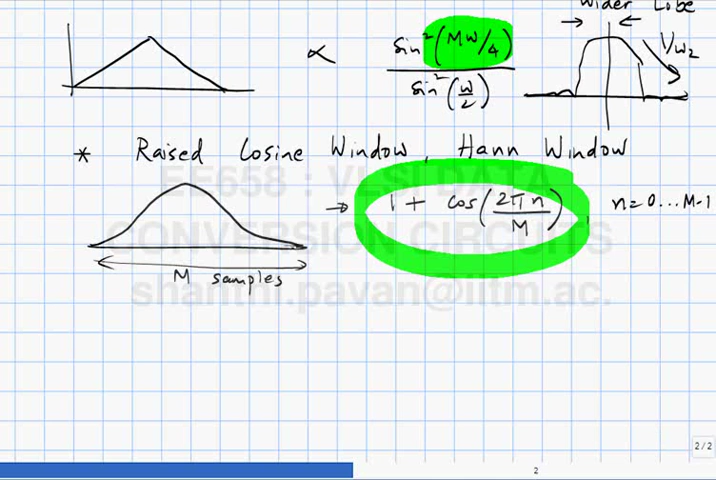 Wider Lobe
∝ sin²(MW/4) / sin²(W/2)
1/ω²
* Raised Cosine Window, Hann Window
EE658 : VLSI DATA
→ 1 + cos(2πn/M), n=0...M-1
CONVERSION CIRCUITS
M samples
shanthi.pavan@iitm.ac.
2/2
2